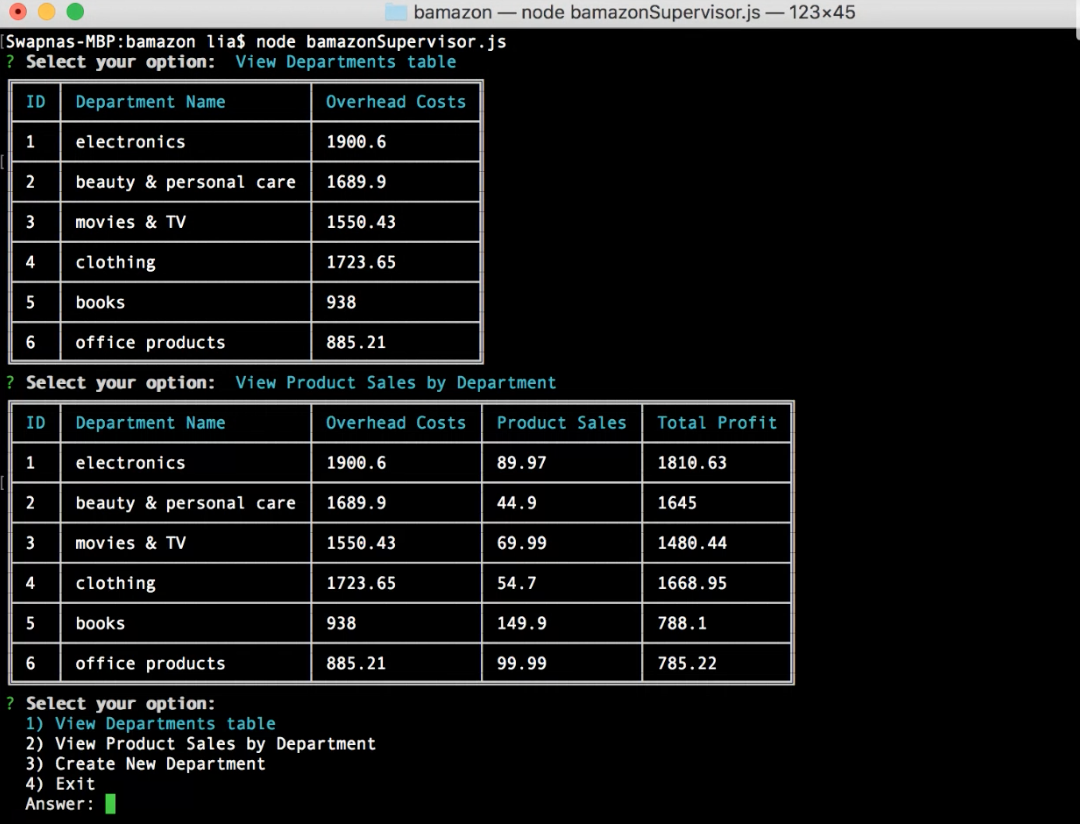 bamazon — node bamazonSupervisor.js — 123×45
[Swapnas-MBP:bamazon lia$ node bamazonSupervisor.js
? Select your option: View Departments table
ID Department Name Overhead Costs
1 electronics 1900.6
2 beauty & personal care 1689.9
3 movies & TV 1550.43
4 clothing 1723.65
5 books 938
6 office products 885.21
? Select your option: View Product Sales by Department
ID Department Name Overhead Costs Product Sales Total Profit
1 electronics 1900.6 89.97 1810.63
2 beauty & personal care 1689.9 44.9 1645
3 movies & TV 1550.43 69.99 1480.44
4 clothing 1723.65 54.7 1668.95
5 books 938 149.9 788.1
6 office products 885.21 99.99 785.22
? Select your option:
1) View Departments table
2) View Product Sales by Department
3) Create New Department
4) Exit
Answer: